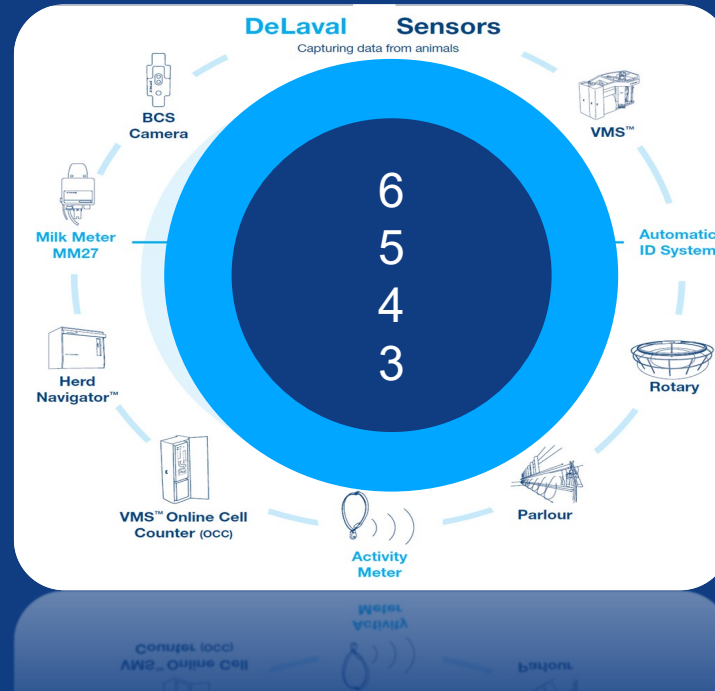 DeLaval Sensors
Capturing data from animals
BCS
Camera
VMS™
Milk Meter
MM27
Automatic
ID System
6
5
4
3
Herd
Navigator™
Rotary
VMS™ Online Cell
Counter (OCC)
Parlour
Activity
Meter